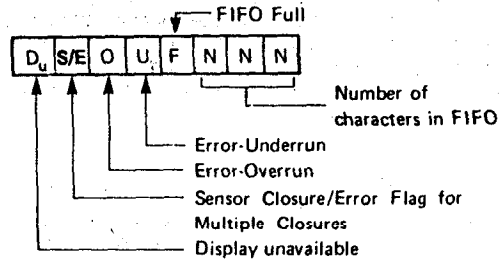 FIFO Full
Du S/E O U F N N N
Number of
characters in FIFO
Error-Underrun
Error-Overrun
Sensor Closure/Error Flag for
Multiple Closures
Display unavailable